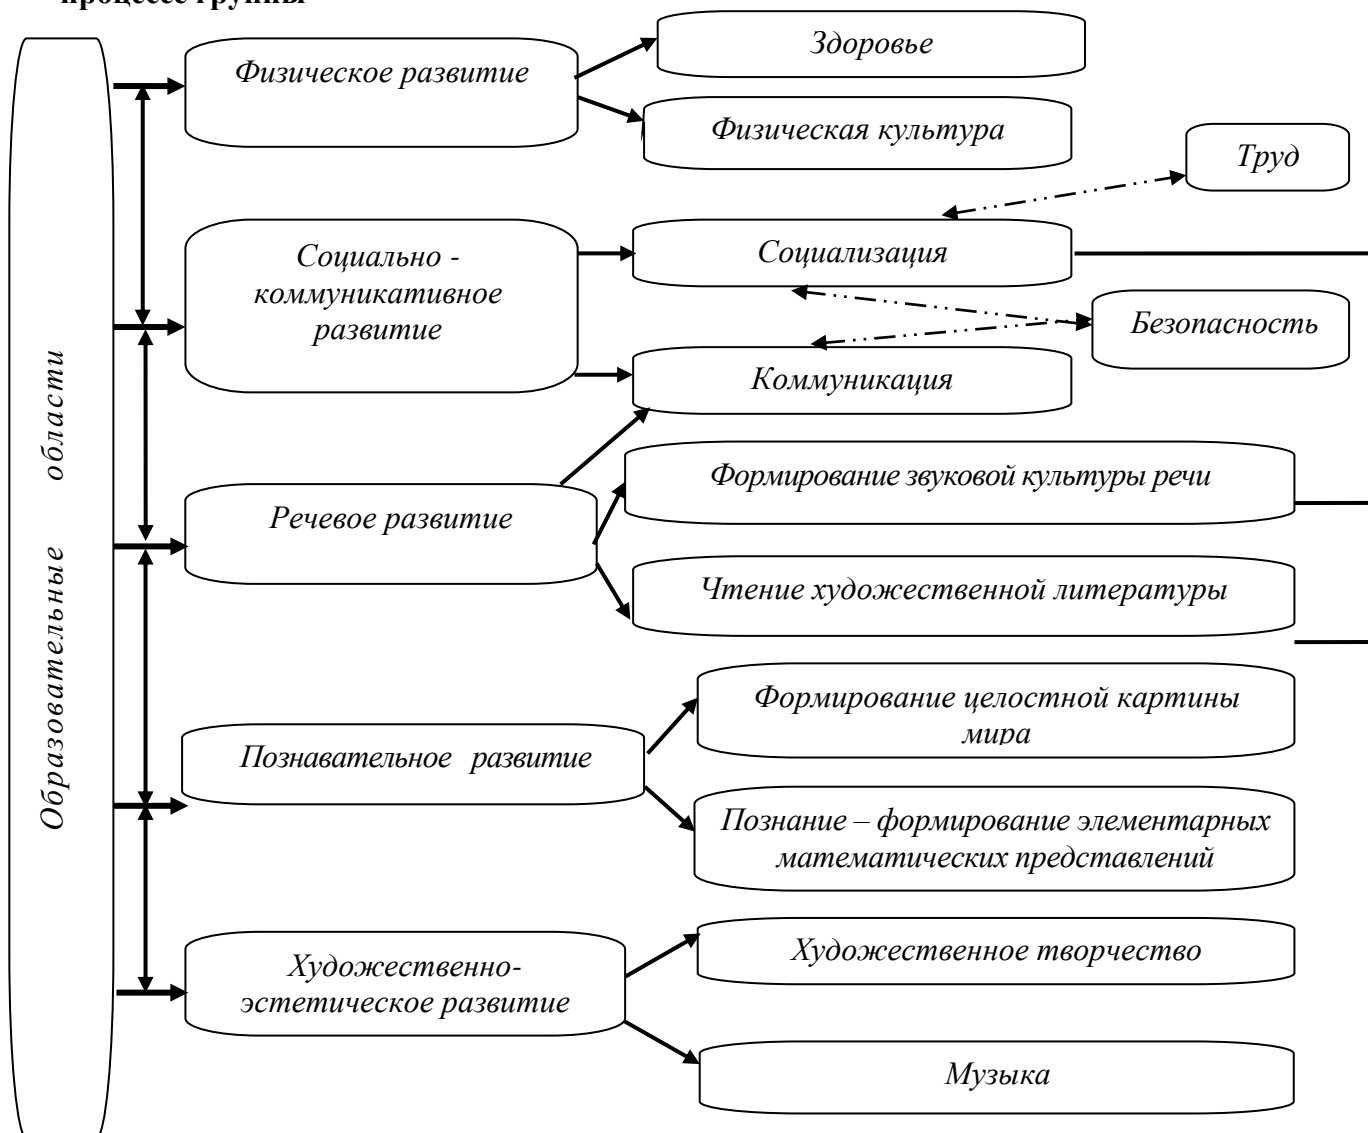 процессе группы
Образовательные области
Физическое развитие
Здоровье
Физическая культура
Труд
Социально -
коммуникативное
развитие
Социализация
Безопасность
Коммуникация
Речевое развитие
Формирование звуковой культуры речи
Чтение художественной литературы
Познавательное развитие
Формирование целостной картины
мира
Познание – формирование элементарных
математических представлений
Художественно-
эстетическое развитие
Художественное творчество
Музыка